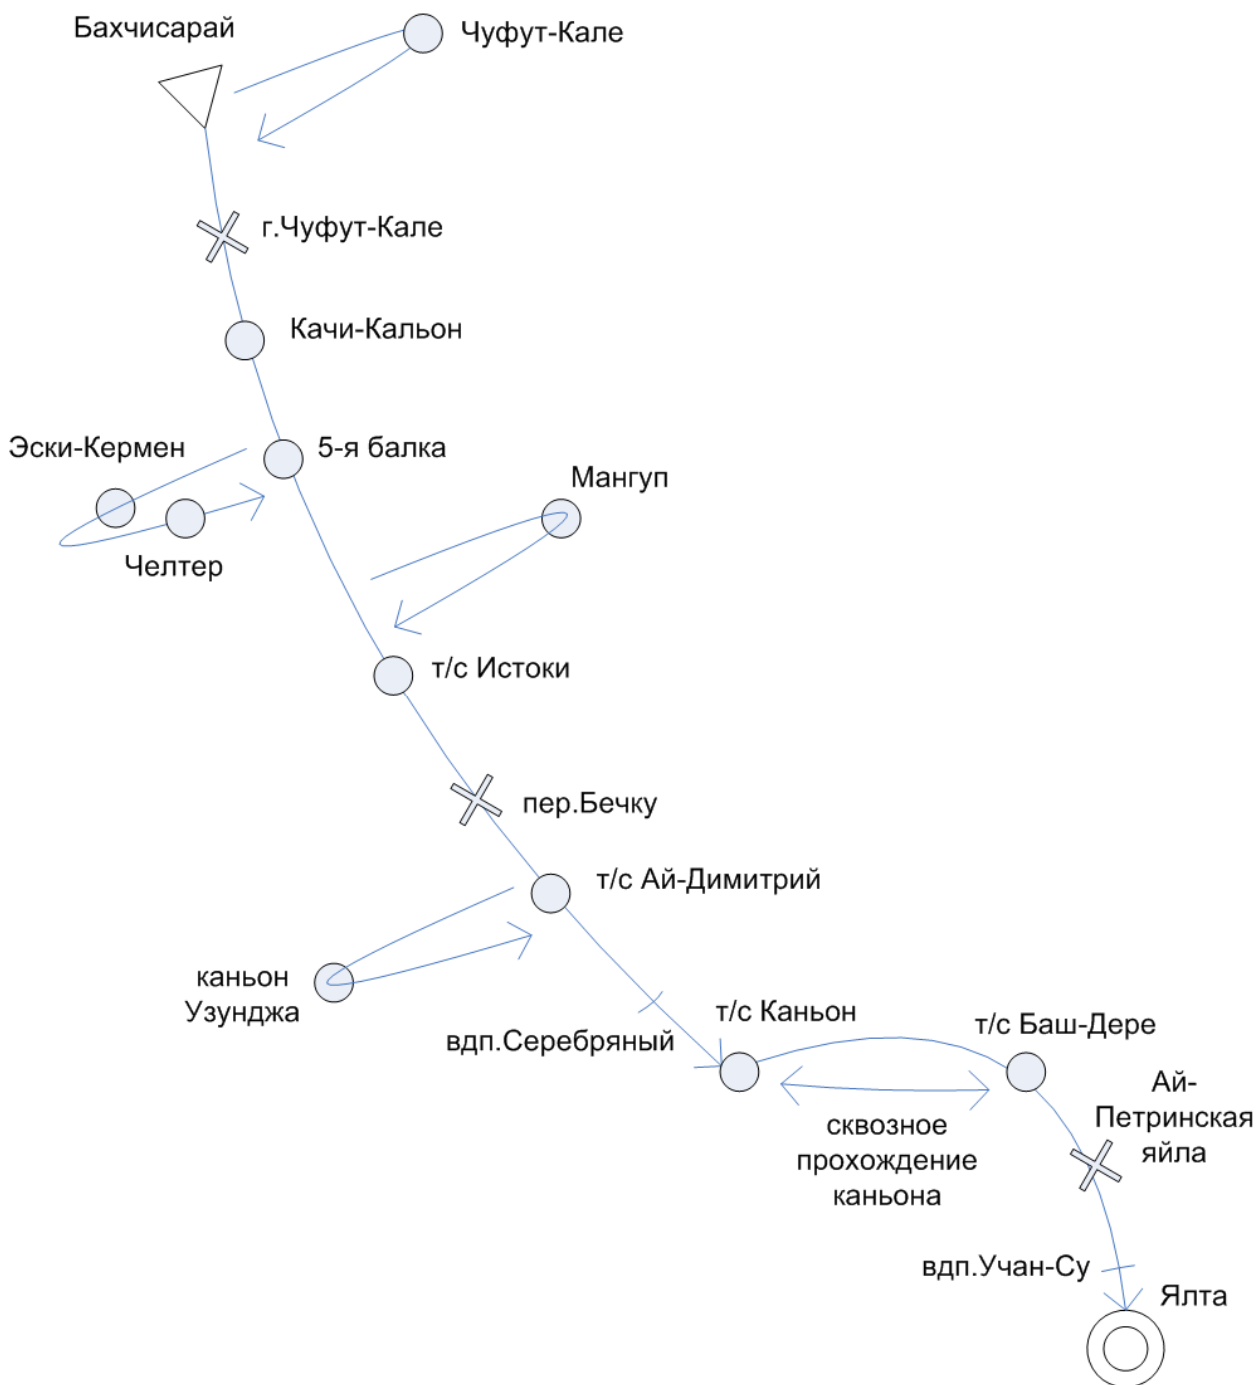 Бахчисарай
Чуфут-Кале
г.Чуфут-Кале
Качи-Кальон
Эски-Кермен
5-я балка
Мангуп
Челтер
т/с Истоки
пер.Бечку
т/с Ай-Димитрий
каньон
Узунджа
вдп.Серебряный
т/с Каньон
т/с Баш-Дере
сквозное
прохождение
каньона
Ай-
Петринская
яйла
вдп.Учан-Су
Ялта